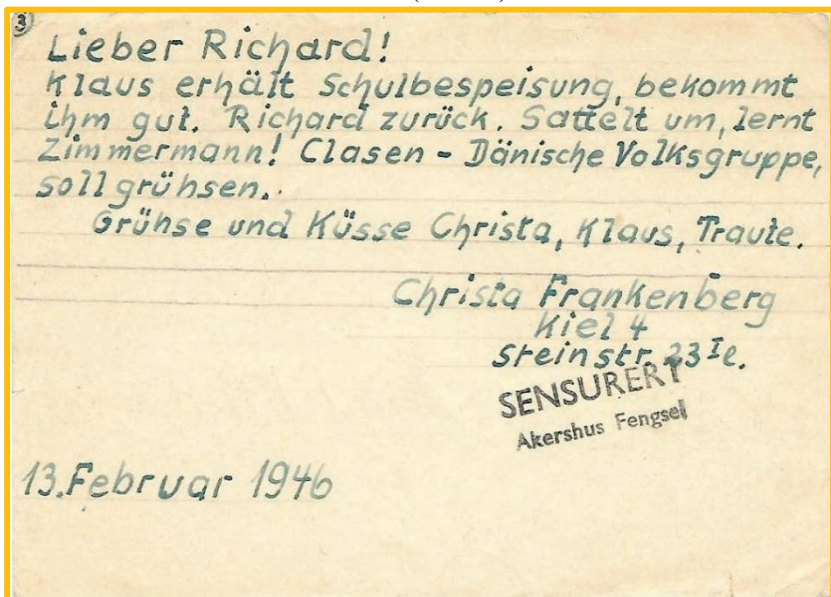 3
Lieber Richard!
Klaus erhält Schulbespeisung, bekommt
ihm gut. Richard zurück. Sattelt um, lernt
Zimmermann! Clasen - Dänische Volksgruppe,
soll grühsen.
Grühse und Küsse Christa, Klaus, Traute.
Christa Frankenberg
Kiel 4
Steinstr. 23 I e.
SENSURERT
Akershus Fengsel
13. Februar 1946